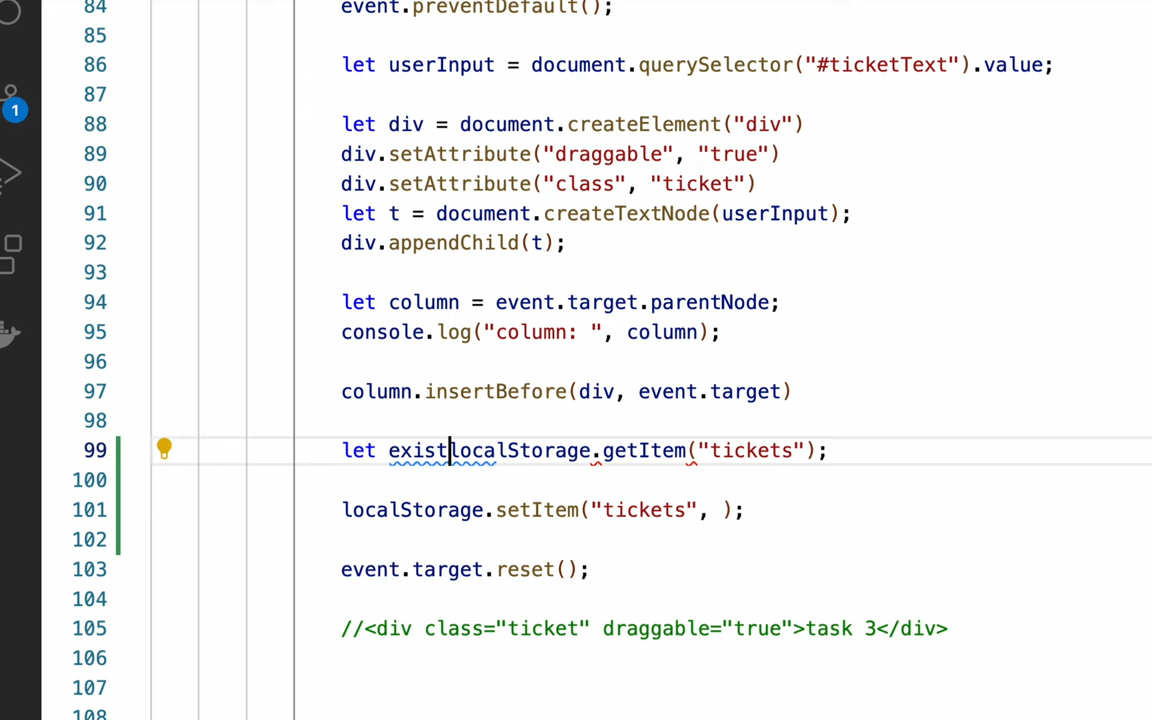 84 event.preventDefault();
85
86 let userInput = document.querySelector("#ticketText").value;
87
88 let div = document.createElement("div")
89 div.setAttribute("draggable", "true")
90 div.setAttribute("class", "ticket")
91 let t = document.createTextNode(userInput);
92 div.appendChild(t);
93
94 let column = event.target.parentNode;
95 console.log("column: ", column);
96
97 column.insertBefore(div, event.target)
98
99 let existlocalStorage.getItem("tickets");
100
101 localStorage.setItem("tickets", );
102
103 event.target.reset();
104
105 //<div class="ticket" draggable="true">task 3</div>
106
107
108
1